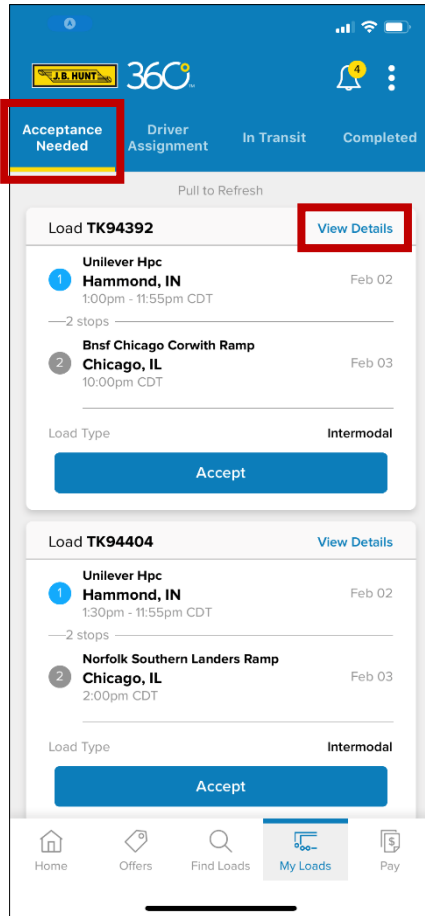 J.B. HUNT 360°
4
Acceptance Needed
Driver Assignment
In Transit
Completed
Pull to Refresh
Load TK94392
View Details
1
Unilever Hpc
Hammond, IN
Feb 02
1:00pm - 11:55pm CDT
2 stops
Bnsf Chicago Corwith Ramp
2
Chicago, IL
Feb 03
10:00pm CDT
Load Type
Intermodal
Accept
Load TK94404
View Details
Unilever Hpc
1
Hammond, IN
Feb 02
1:30pm - 11:55pm CDT
2 stops
Norfolk Southern Landers Ramp
2
Chicago, IL
Feb 03
2:00pm CDT
Load Type
Intermodal
Accept
Home
Offers
Find Loads
My Loads
Pay